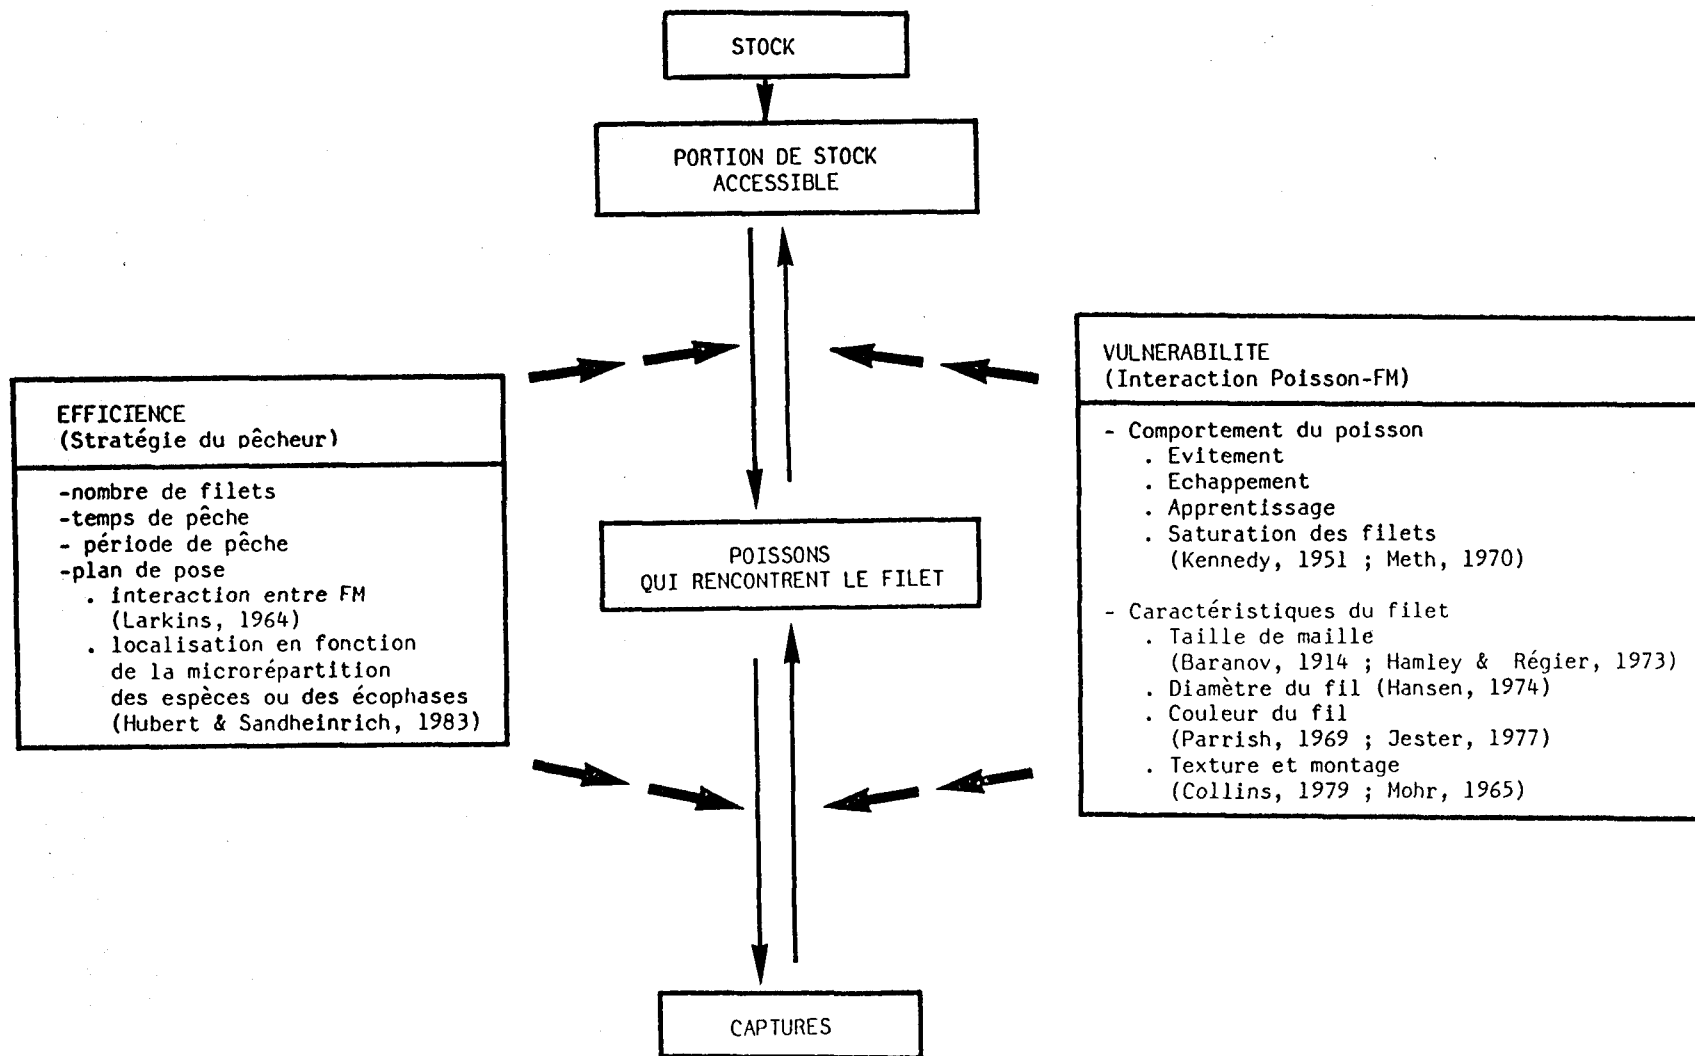 STOCK
PORTION DE STOCK
ACCESSIBLE
EFFICIENCE
(Stratégie du pêcheur)
-nombre de filets
-temps de pêche
- période de pêche
-plan de pose
. interaction entre FM
(Larkins, 1964)
. localisation en fonction
de la microrépartition
des espèces ou des écophases
(Hubert & Sandheinrich, 1983)
POISSONS
QUI RENCONTRENT LE FILET
VULNERABILITE
(Interaction Poisson-FM)
- Comportement du poisson
. Evitement
. Echappement
. Apprentissage
. Saturation des filets
(Kennedy, 1951 ; Meth, 1970)
- Caractéristiques du filet
. Taille de maille
(Baranov, 1914 ; Hamley & Régier, 1973)
. Diamètre du fil (Hansen, 1974)
. Couleur du fil
(Parrish, 1969 ; Jester, 1977)
. Texture et montage
(Collins, 1979 ; Mohr, 1965)
CAPTURES